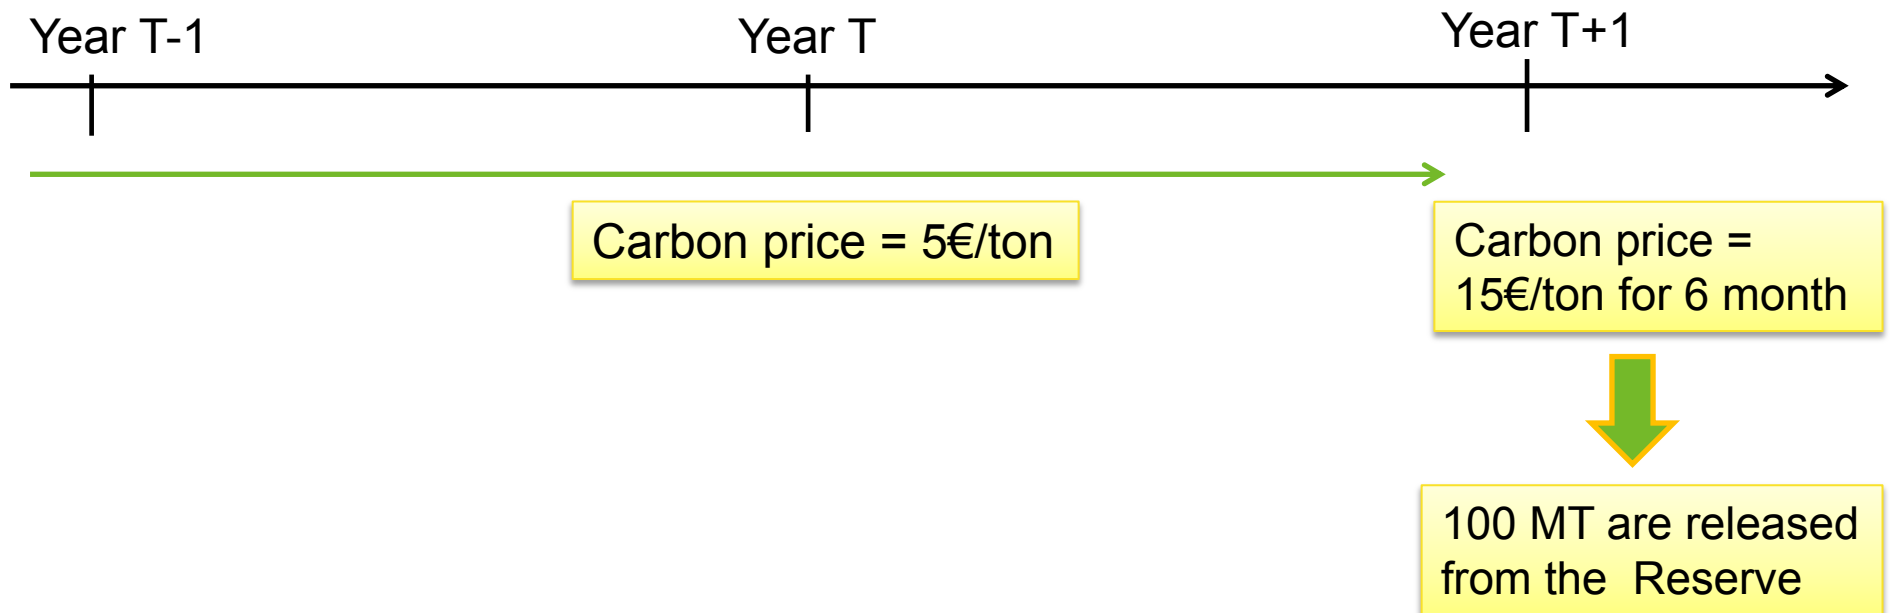 Year T-1
Year T
Year T+1
Carbon price = 5€/ton
Carbon price =
15€/ton for 6 month
100 MT are released
from the Reserve